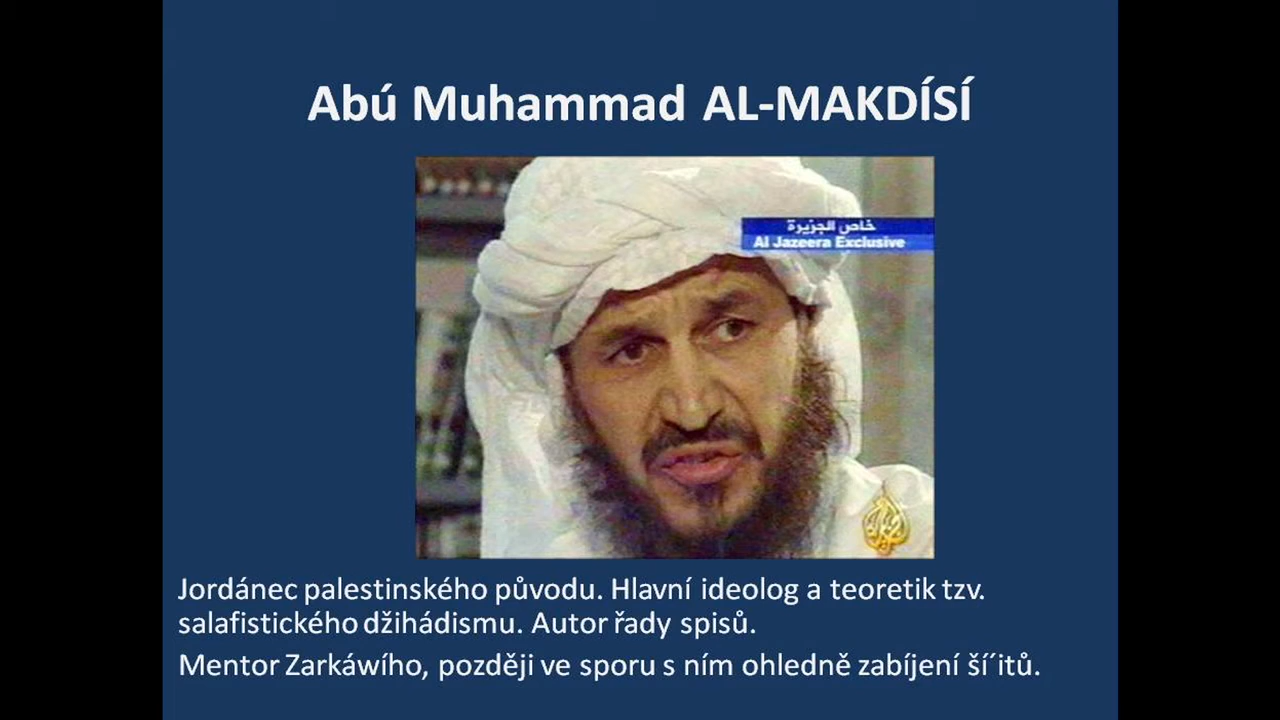 Abú Muhammad AL-MAKDÍSÍ
خاص الجزيرة
Al Jazeera Exclusive
Jordánec palestinského původu. Hlavní ideolog a teoretik tzv.
salafistického džihádismu. Autor řady spisů.
Mentor Zarkáwího, později ve sporu s ním ohledně zabíjení ší´itů.